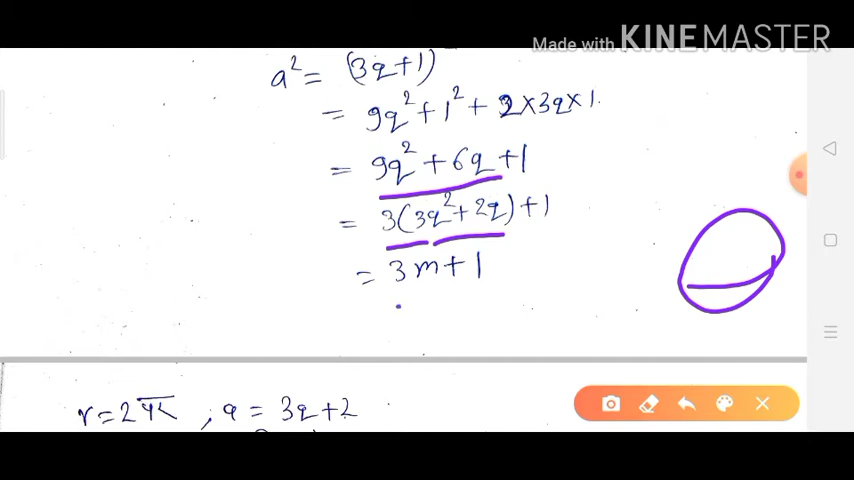 Made with KINEMASTER
a² = (3q+1)
= 9q² + 1² + 2×3q×1.
= 9q² + 6q + 1
= 3(3q² + 2q) + 1
= 3m + 1
r=2 , a = 3q+2